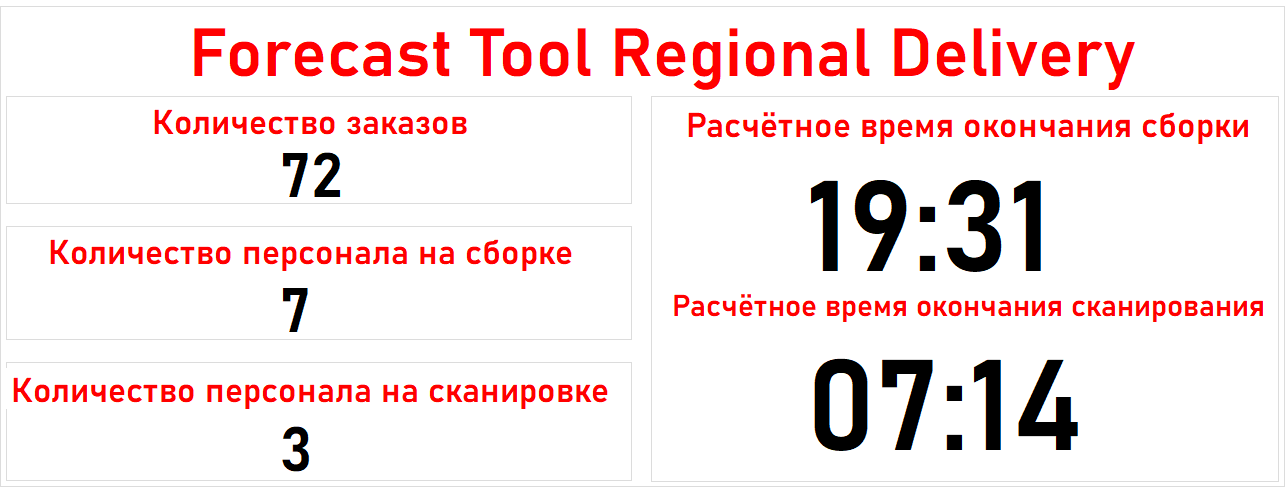 Forecast Tool Regional Delivery
Количество заказов
72
Количество персонала на сборке
7
Количество персонала на сканировке
3
Расчётное время окончания сборки
19:31
Расчётное время окончания сканирования
07:14